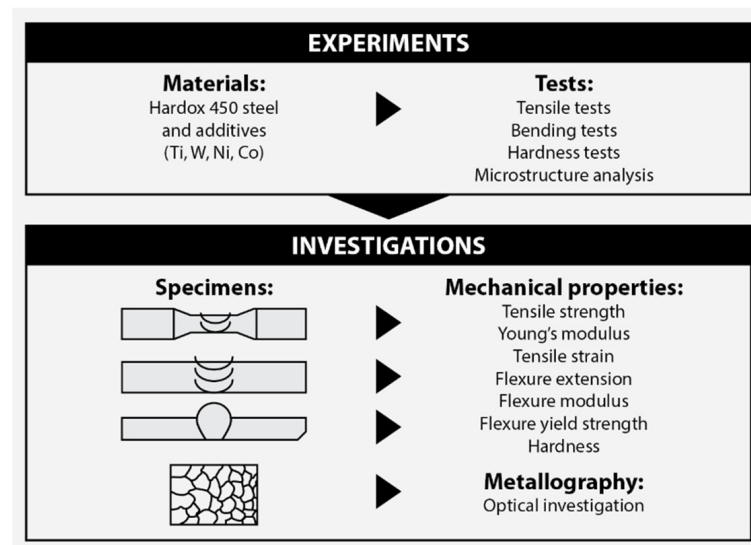 EXPERIMENTS
Materials:
Hardox 450 steel
and additives
(Ti, W, Ni, Co)
Tests:
Tensile tests
Bending tests
Hardness tests
Microstructure analysis
INVESTIGATIONS
Specimens:
Mechanical properties:
Tensile strength
Young's modulus
Tensile strain
Flexure extension
Flexure modulus
Flexure yield strength
Hardness
Metallography:
Optical investigation